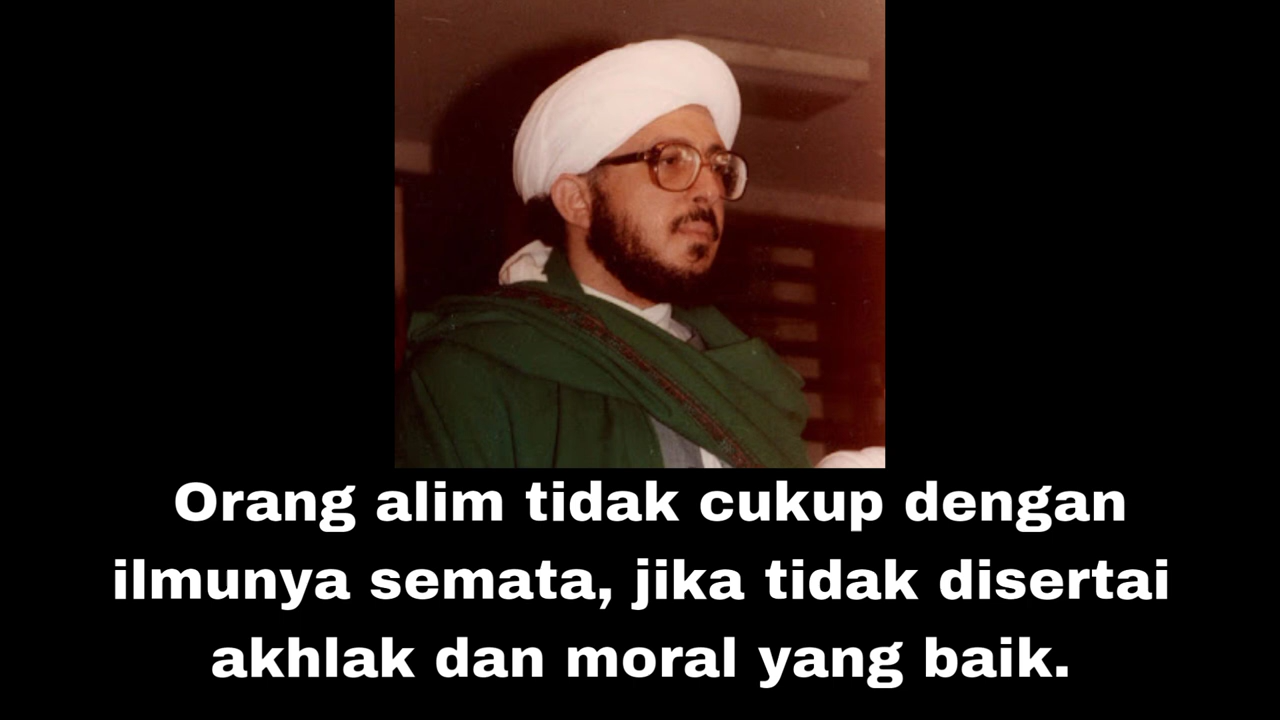 Orang alim tidak cukup dengan
ilmunya semata, jika tidak disertai
akhlak dan moral yang baik.